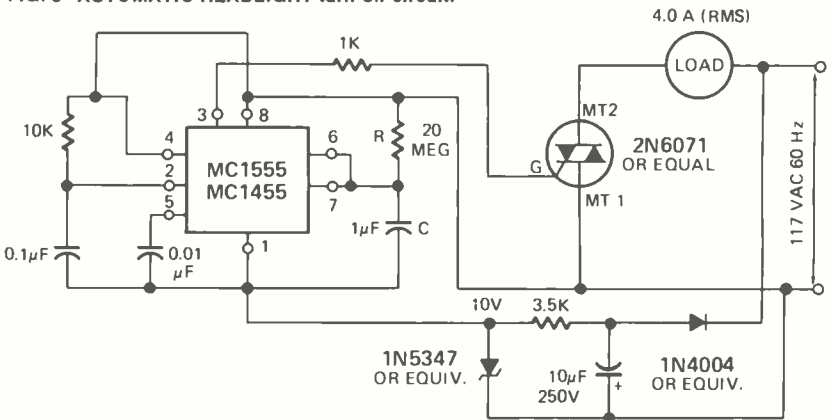 4.0 A (RMS)
1K
LOAD
MT2
10K
3
8
4
6
R
20
MEG
2N6071
OR EQUAL
G
MC1555
MC1455
2
5
7
MT 1
117 VAC 60 Hz
1µF
C
1
0.1µF
0.01
µF
10V
3.5K
1N5347
OR EQUIV.
10µF
250V
+
1N4004
OR EQUIV.